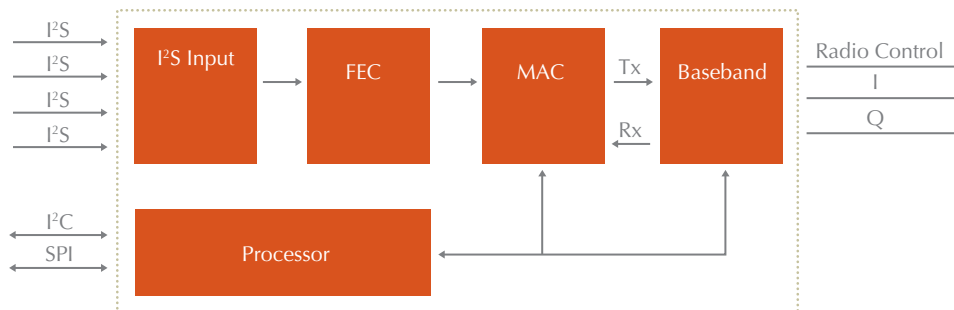 I²S
I²S
I²S
I²S
I²S Input
FEC
MAC
Tx
Rx
Baseband
Radio Control
I
Q
I²C
SPI
Processor